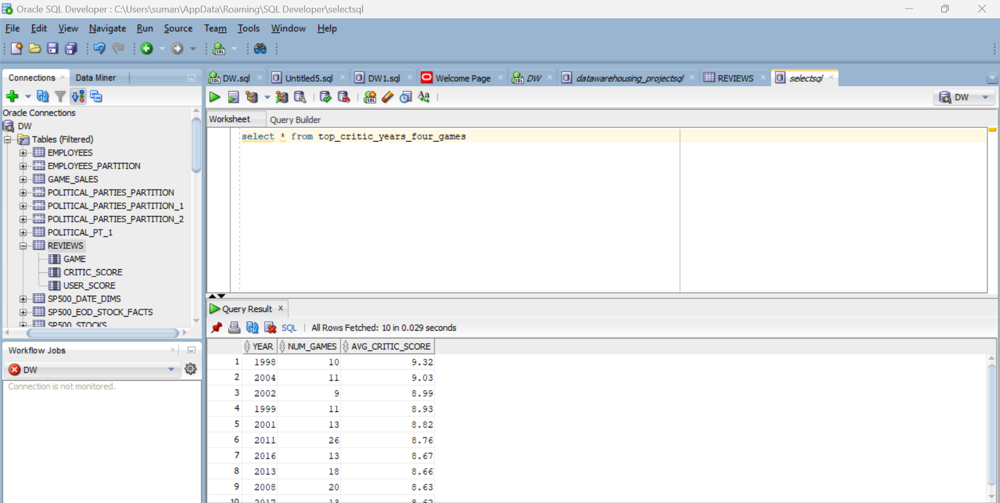 Oracle SQL Developer : C:\Users\suman\AppData\Roaming\SQL Developer\selectsql
File Edit View Navigate Run Source Team Tools Window Help
Connections Data Miner
DW.sql Untitled5.sql DW1.sql Welcome Page DW datawarehousing_projectsql REVIEWS selectsql
DW
Oracle Connections
DW
Tables (Filtered)
EMPLOYEES
EMPLOYEES_PARTITION
GAME_SALES
POLITICAL_PARTIES_PARTITION
POLITICAL_PARTIES_PARTITION_1
POLITICAL_PARTIES_PARTITION_2
POLITICAL_PT_1
REVIEWS
GAME
CRITIC_SCORE
USER_SCORE
SP500_DATE_DIMS
SP500_EOD_STOCK_FACTS
SP500_STOCKS
Workflow Jobs
DW
Connection is not monitored.
Worksheet Query Builder
select * from top_critic_years_four_games
Query Result
SQL | All Rows Fetched: 10 in 0.029 seconds
YEAR NUM_GAMES AVG_CRITIC_SCORE
1 1998 10 9.32
2 2004 11 9.03
3 2002 9 8.99
4 1999 11 8.93
5 2001 13 8.82
6 2011 26 8.76
7 2016 13 8.67
8 2013 18 8.66
9 2008 20 8.63
10 2017 13 8.62